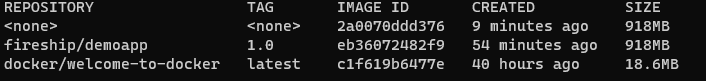 REPOSITORY TAG IMAGE ID CREATED SIZE
<none> <none> 2a0070ddd376 9 minutes ago 918MB
fireship/demoapp 1.0 eb36072482f9 54 minutes ago 918MB
docker/welcome-to-docker latest c1f619b6477e 40 hours ago 18.6MB